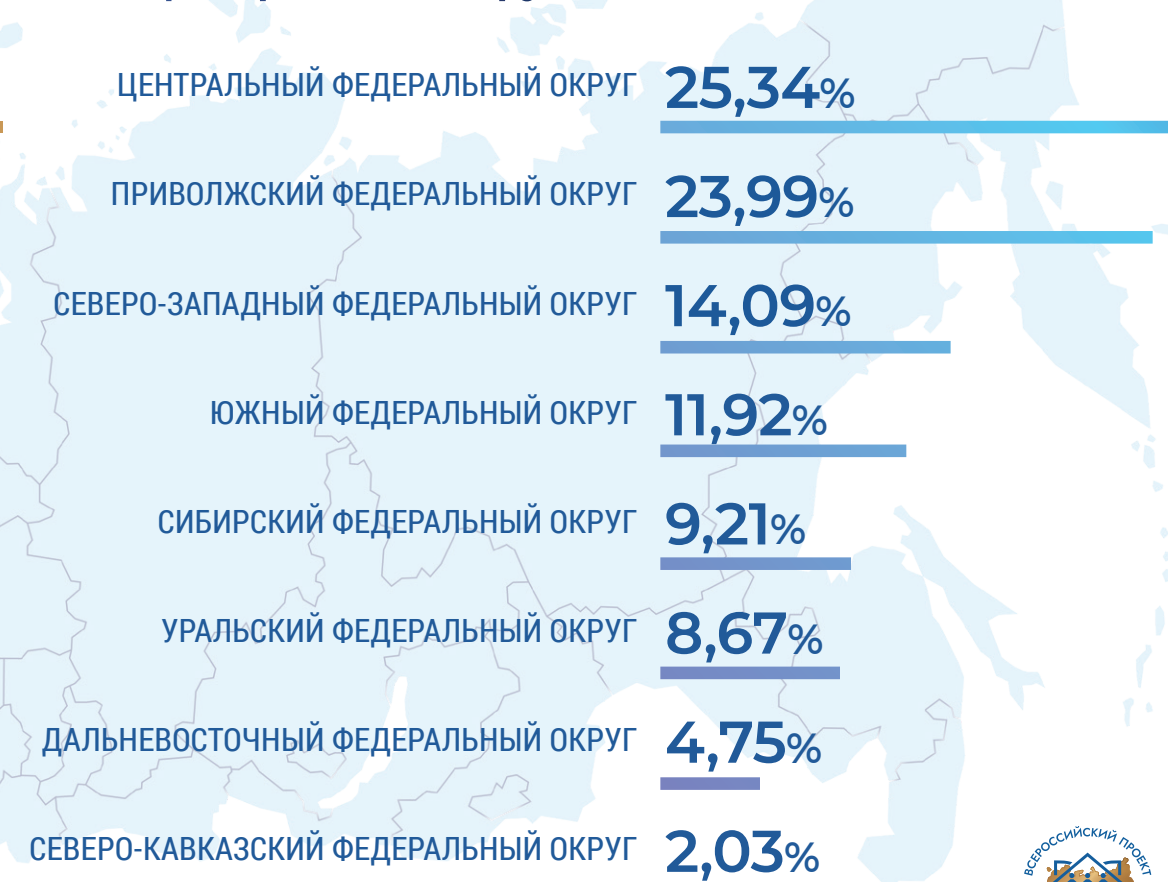 ЦЕНТРАЛЬНЫЙ ФЕДЕРАЛЬНЫЙ ОКРУГ 25,34%
ПРИВОЛЖСКИЙ ФЕДЕРАЛЬНЫЙ ОКРУГ 23,99%
СЕВЕРО-ЗАПАДНЫЙ ФЕДЕРАЛЬНЫЙ ОКРУГ 14,09%
ЮЖНЫЙ ФЕДЕРАЛЬНЫЙ ОКРУГ 11,92%
СИБИРСКИЙ ФЕДЕРАЛЬНЫЙ ОКРУГ 9,21%
УРАЛЬСКИЙ ФЕДЕРАЛЬНЫЙ ОКРУГ 8,67%
ДАЛЬНЕВОСТОЧНЫЙ ФЕДЕРАЛЬНЫЙ ОКРУГ 4,75%
СЕВЕРО-КАВКАЗСКИЙ ФЕДЕРАЛЬНЫЙ ОКРУГ 2,03%
ВСЕРОССИЙСКИЙ ПРОЕКТ